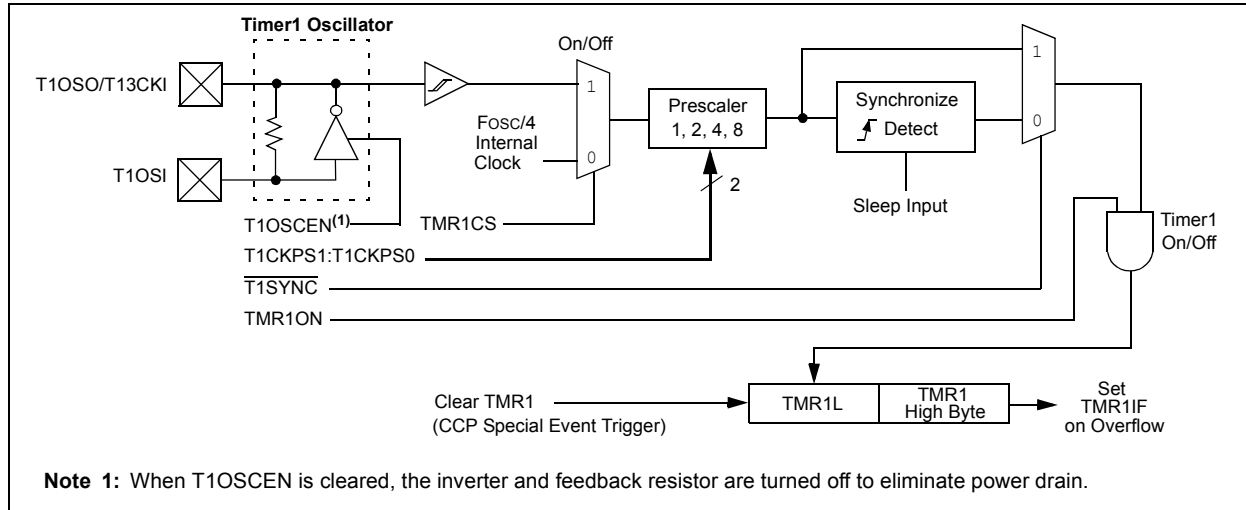 Timer1 Oscillator
On/Off
T1OSO/T13CKI
1
FOSC/4
Internal
Clock
0
Prescaler
1, 2, 4, 8
2
Synchronize
Detect
1
0
Sleep Input
T1OSI
T1OSCEN(1)
TMR1CS
T1CKPS1:T1CKPS0
T1SYNC
TMR1ON
Timer1
On/Off
Clear TMR1
(CCP Special Event Trigger)
TMR1L
TMR1
High Byte
Set
TMR1IF
on Overflow
Note 1: When T1OSCEN is cleared, the inverter and feedback resistor are turned off to eliminate power drain.